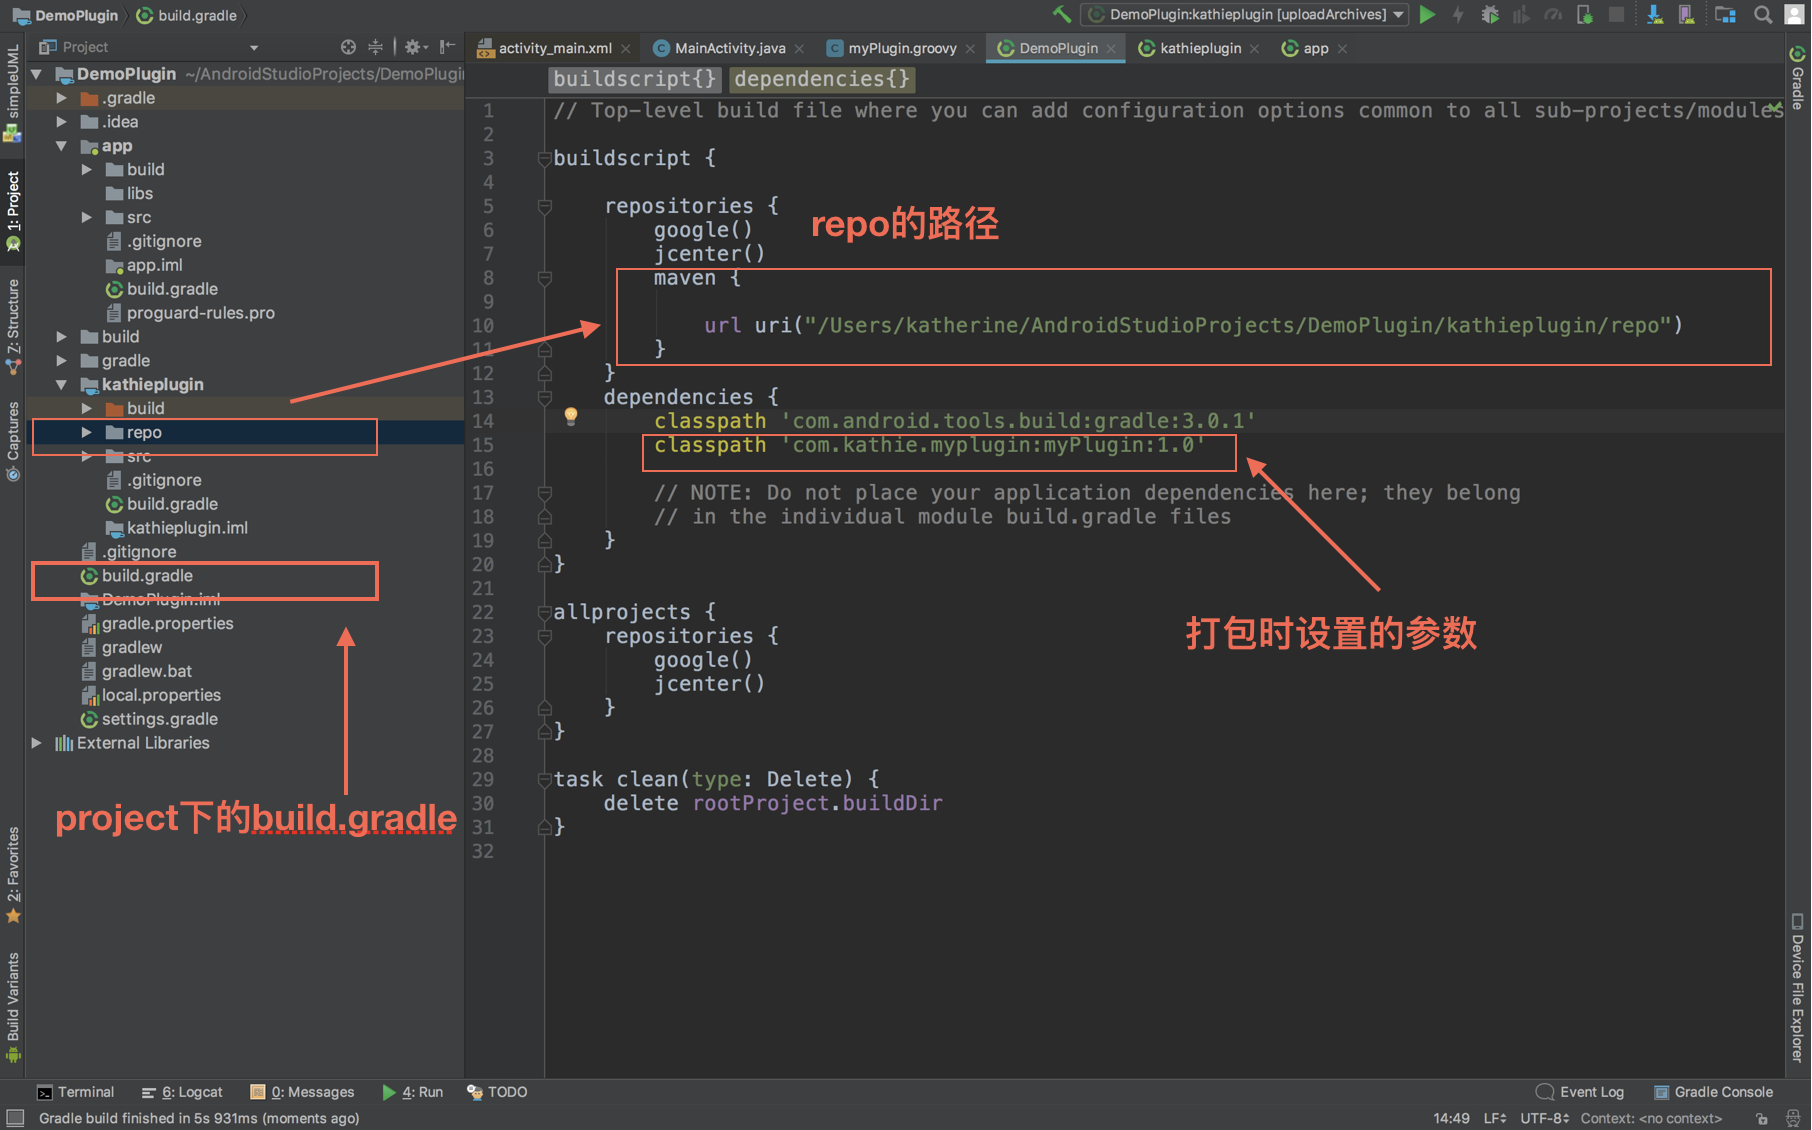 DemoPlugin build.gradle
DemoPlugin:kathieplugin [uploadArchives]
Project
activity_main.xml MainActivity.java myPlugin.groovy DemoPlugin kathieplugin app
buildscript{} dependencies{}
simpleUML
1: Project
Z: Structure
Captures
2: Favorites
Build Variants
DemoPlugin ~/AndroidStudioProjects/DemoPlugi
.gradle
.idea
app
build
libs
src
.gitignore
app.iml
build.gradle
proguard-rules.pro
build
gradle
kathieplugin
build
repo
src
.gitignore
build.gradle
kathieplugin.iml
.gitignore
build.gradle
DemoPlugin.iml
gradle.properties
gradlew
gradlew.bat
local.properties
settings.gradle
External Libraries
project下的build.gradle
1 // Top-level build file where you can add configuration options common to all sub-projects/modules
2
3 buildscript {
4
5 repositories {
6 google()
7 jcenter()
8 maven {
9
10 url uri("/Users/katherine/AndroidStudioProjects/DemoPlugin/kathieplugin/repo")
11 }
12 }
13 dependencies {
14 classpath 'com.android.tools.build:gradle:3.0.1'
15 classpath 'com.kathie.myplugin:myPlugin:1.0'
16
17 // NOTE: Do not place your application dependencies here; they belong
18 // in the individual module build.gradle files
19 }
20 }
21
22 allprojects {
23 repositories {
24 google()
25 jcenter()
26 }
27 }
28
29 task clean(type: Delete) {
30 delete rootProject.buildDir
31 }
32
repo的路径
打包时设置的参数
Gradle
Device File Explorer
Terminal 6: Logcat 0: Messages 4: Run TODO
Event Log Gradle Console
Gradle build finished in 5s 931ms (moments ago)
14:49 LF UTF-8 Context: <no context>